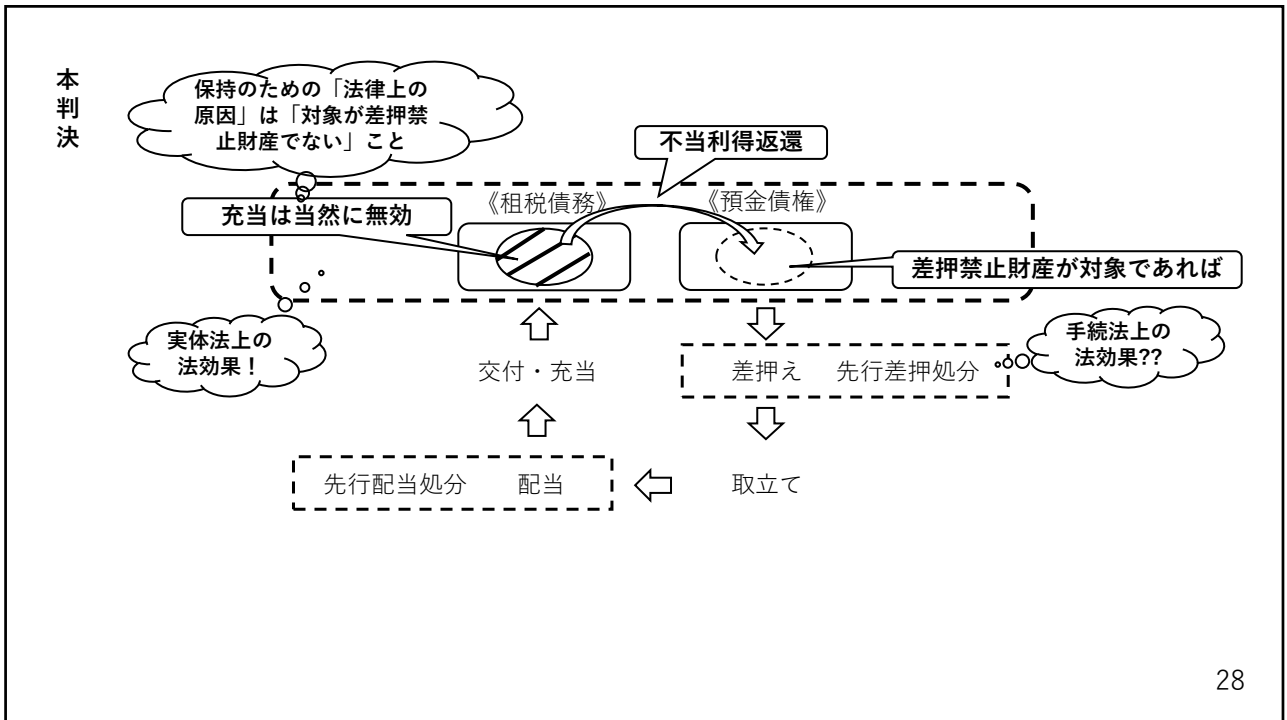 本判決
保持のための「法律上の
原因」は「対象が差押禁
止財産でない」こと
不当利得返還
《租税債務》
《預金債権》
充当は当然に無効
差押禁止財産が対象であれば
実体法上の
法効果！
手続法上の
法効果??
交付・充当
差押え　先行差押処分
先行配当処分　配当
取立て
28